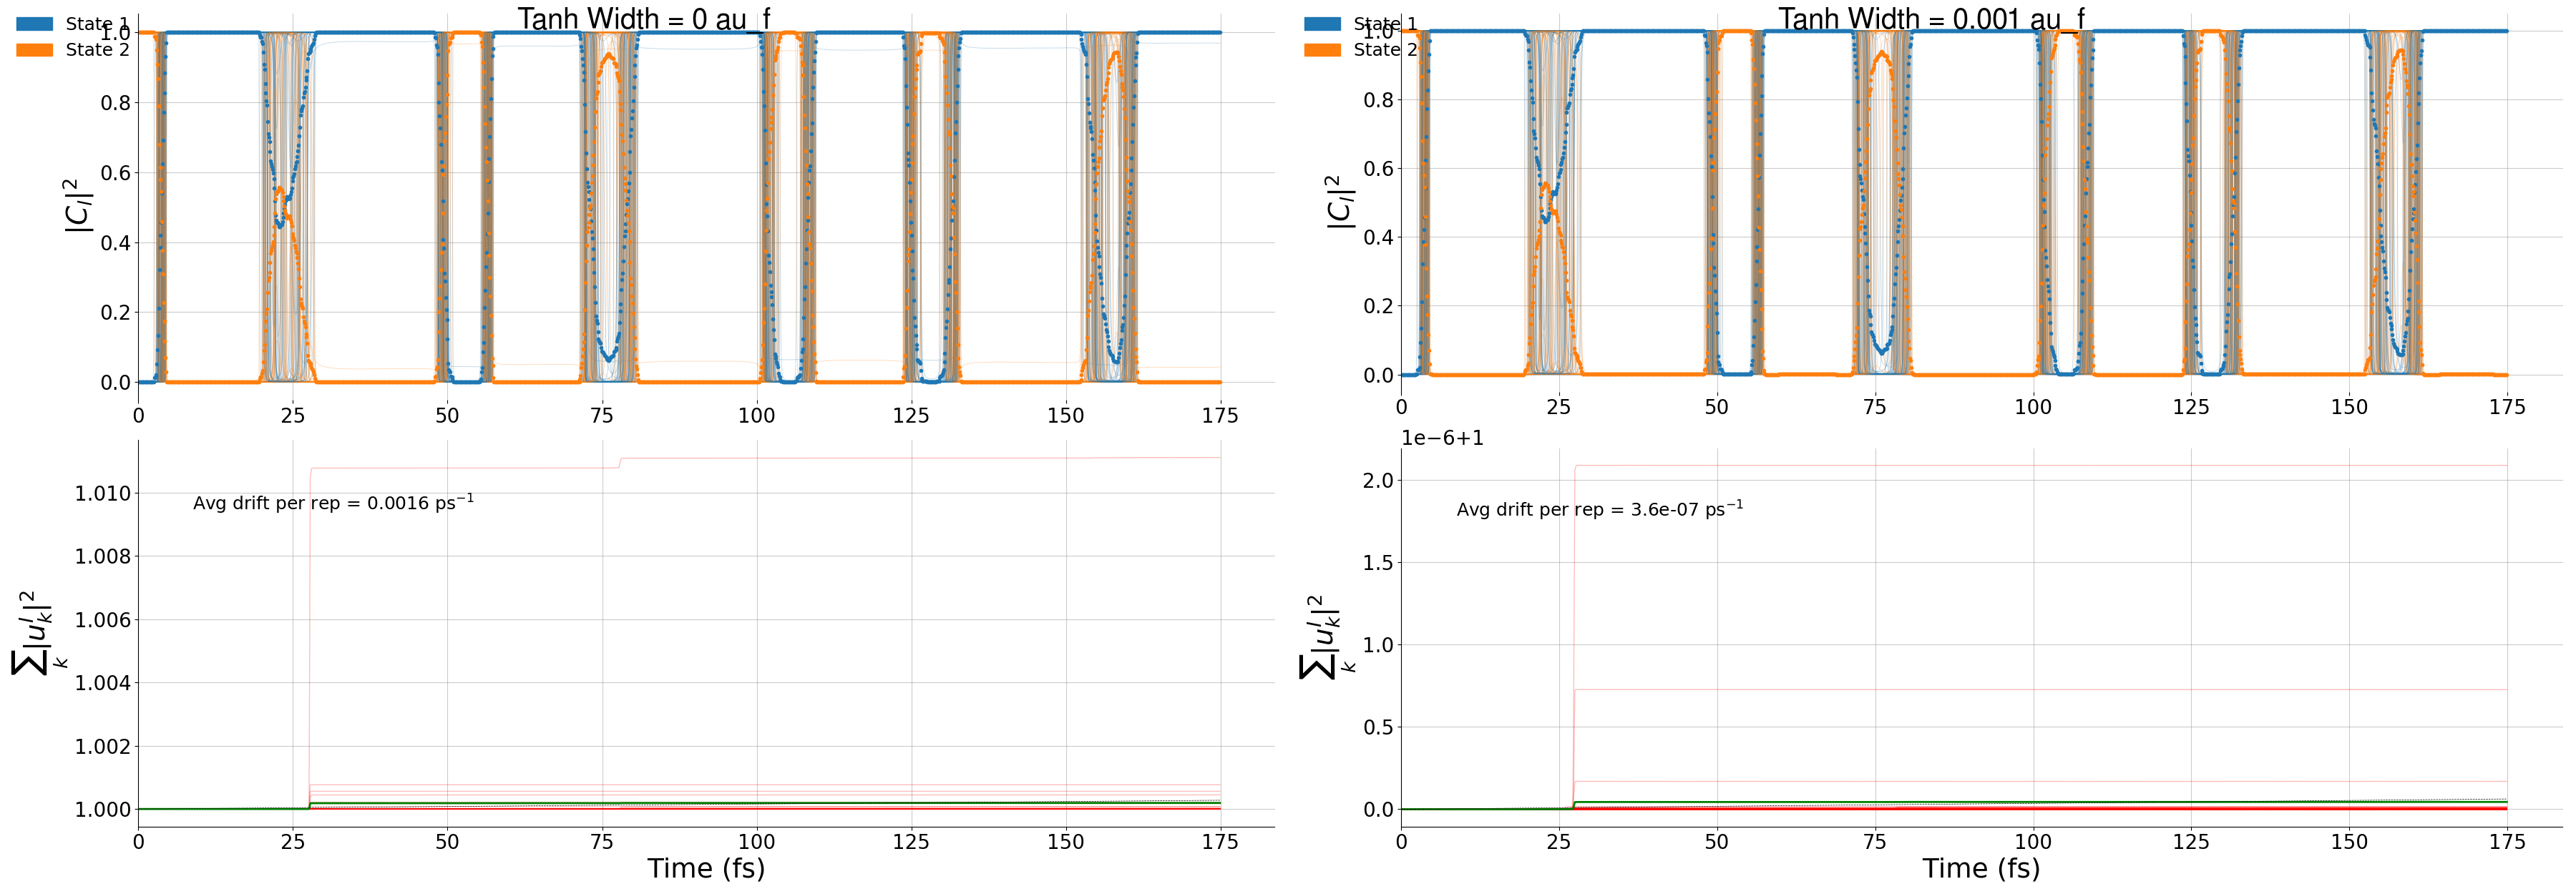 Tanh Width = 0 au_f
State 1
State 2
1.0
0.8
0.6
0.4
0.2
0.0
|C_l|^2
0 25 50 75 100 125 150 175
Tanh Width = 0.001 au_f
State 1
State 2
1.0
0.8
0.6
0.4
0.2
0.0
|C_l|^2
0 25 50 75 100 125 150 175
1.010
1.008
1.006
1.004
1.002
1.000
Avg drift per rep = 0.0016 ps⁻¹
∑_k |u_k^l|^2
0 25 50 75 100 125 150 175
Time (fs)
1e−6+1
2.0
1.5
1.0
0.5
0.0
Avg drift per rep = 3.6e-07 ps⁻¹
∑_k |u_k^l|^2
0 25 50 75 100 125 150 175
Time (fs)